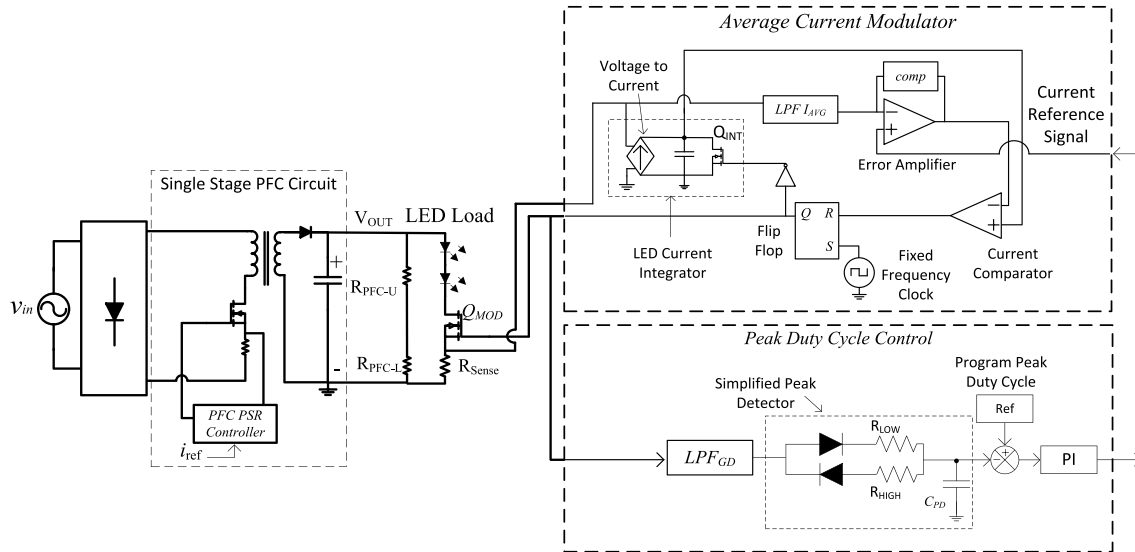 Average Current Modulator
Voltage to
Current
comp
LPF I_AVG
Current
Reference
Signal
Q_INT
Error Amplifier
Single Stage PFC Circuit
V_OUT
LED Load
Q
R
S
Flip
Flop
LED Current
Integrator
Fixed
Frequency
Clock
Current
Comparator
v_in
+
R_PFC-U
Q_MOD
R_PFC-L
-
R_Sense
PFC PSR
Controller
i_ref
Peak Duty Cycle Control
Simplified Peak
Detector
Program Peak
Duty Cycle
Ref
R_LOW
LPF_GD
R_HIGH
C_PD
PI